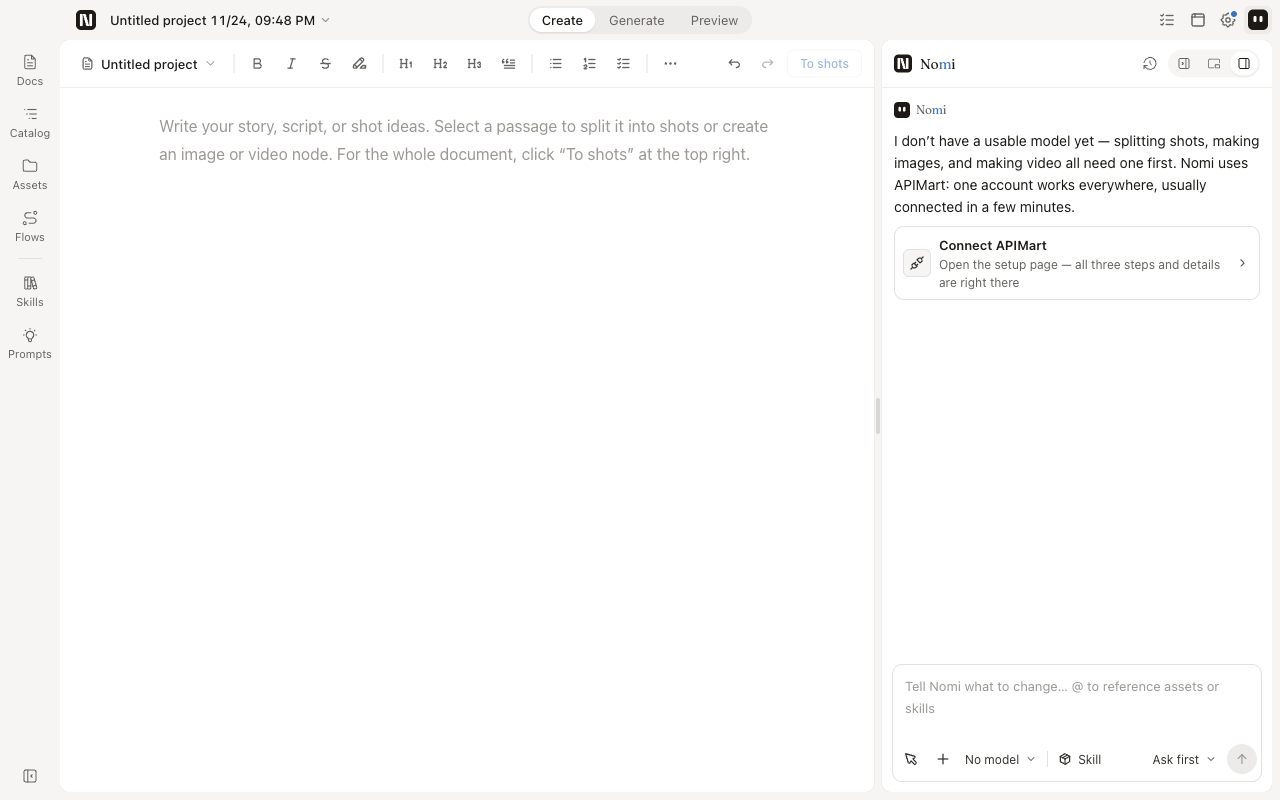 Untitled project 11/24, 09:48 PM
Create
Generate
Preview
Docs
Catalog
Assets
Flows
Skills
Prompts
Untitled project
B
I
S
H1
H2
H3
To shots
Write your story, script, or shot ideas. Select a passage to split it into shots or create
an image or video node. For the whole document, click “To shots” at the top right.
Nomi
Nomi
I don’t have a usable model yet — splitting shots, making
images, and making video all need one first. Nomi uses
APIMart: one account works everywhere, usually
connected in a few minutes.
Connect APIMart
Open the setup page — all three steps and details
are right there
Tell Nomi what to change… @ to reference assets or
skills
No model
Skill
Ask first